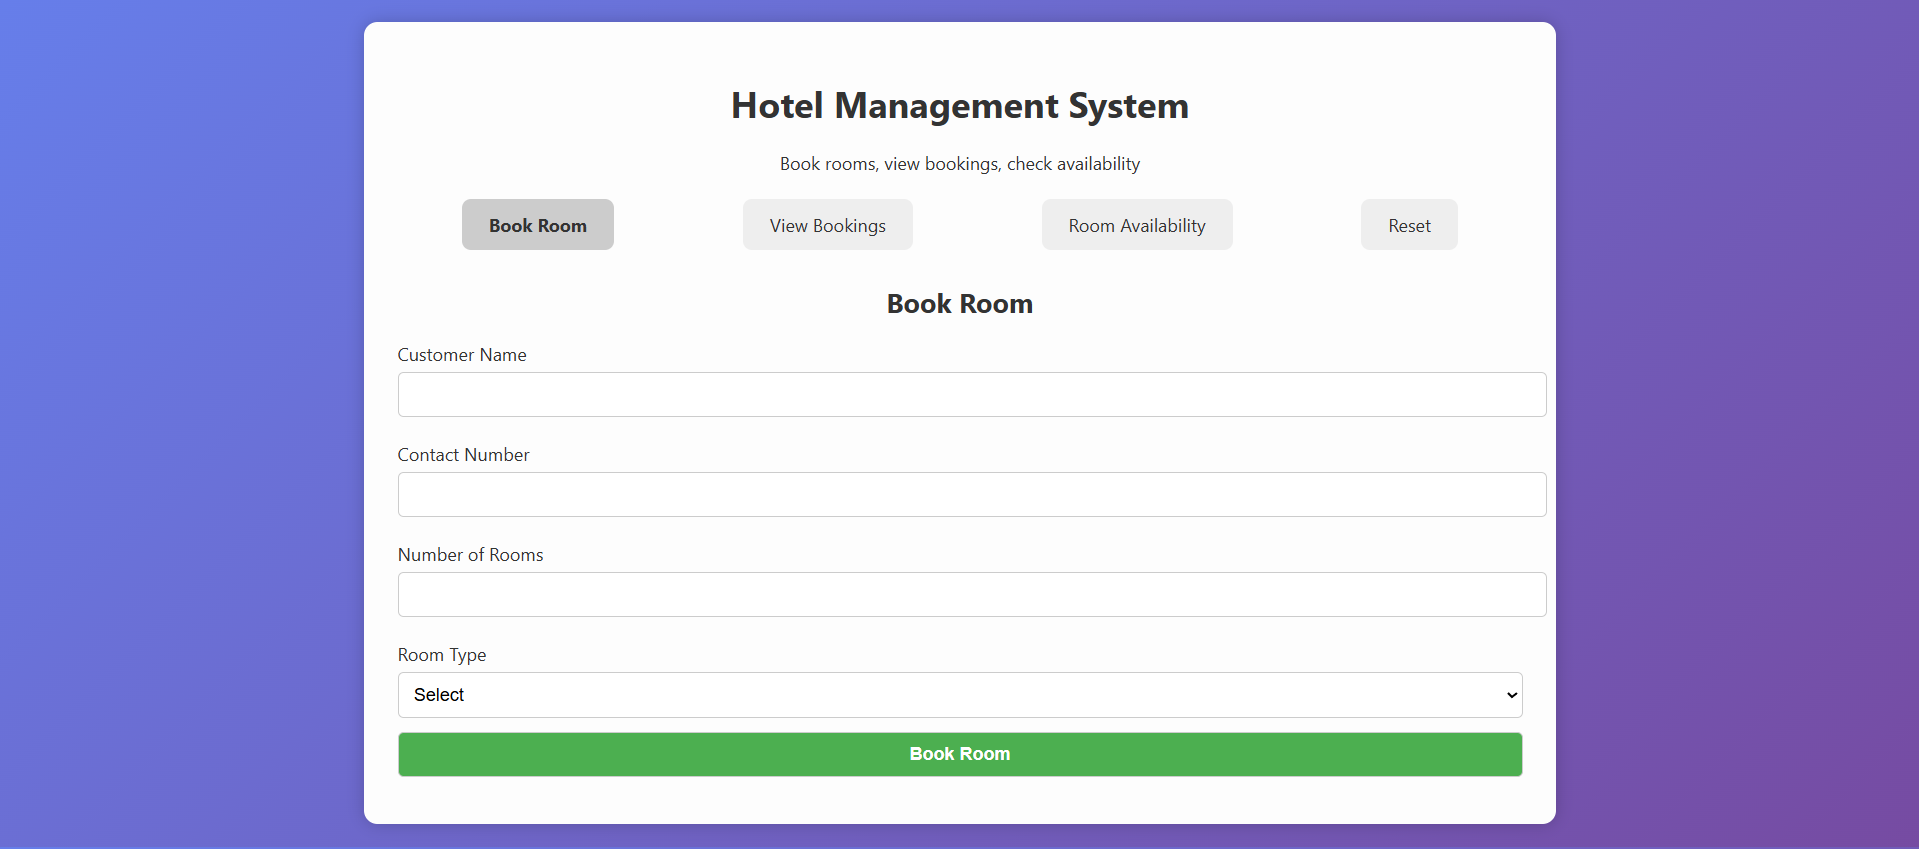 Hotel Management System
Book rooms, view bookings, check availability
Book Room
View Bookings
Room Availability
Reset
Book Room
Customer Name
Contact Number
Number of Rooms
Room Type
Select
Book Room